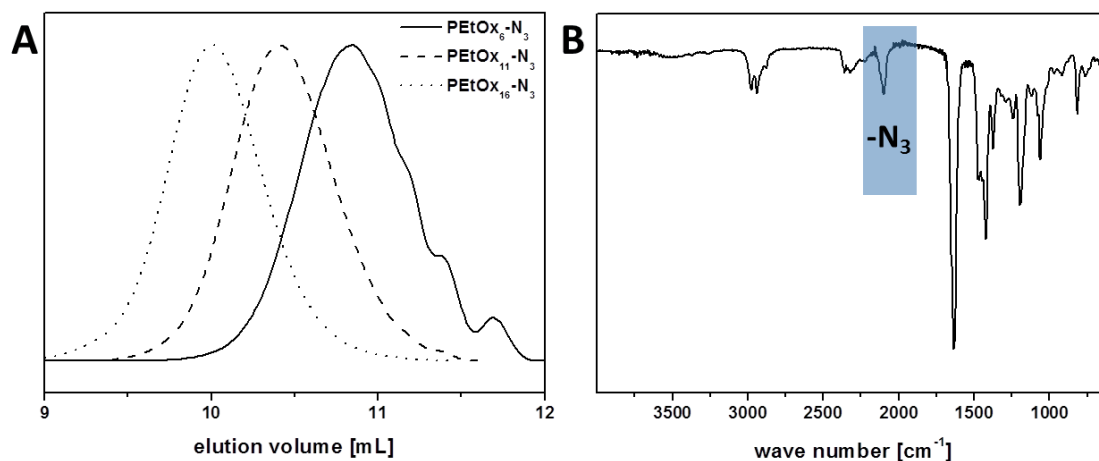 A
PEtOx₆-N₃
PEtOx₁₁-N₃
PEtOx₁₆-N₃
9 10 11 12
elution volume [mL]
B
-N₃
3500 3000 2500 2000 1500 1000
wave number [cm⁻¹]